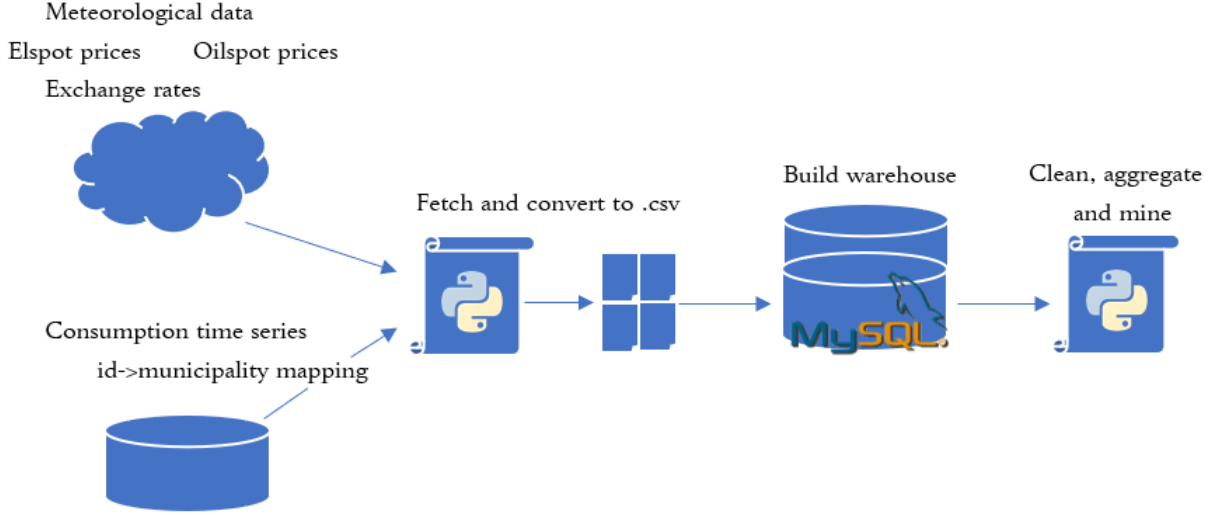 Meteorological data
Elspot prices Oilspot prices
Exchange rates
Fetch and convert to .csv
Build warehouse
Clean, aggregate
and mine
MySQL.
Consumption time series
id->municipality mapping